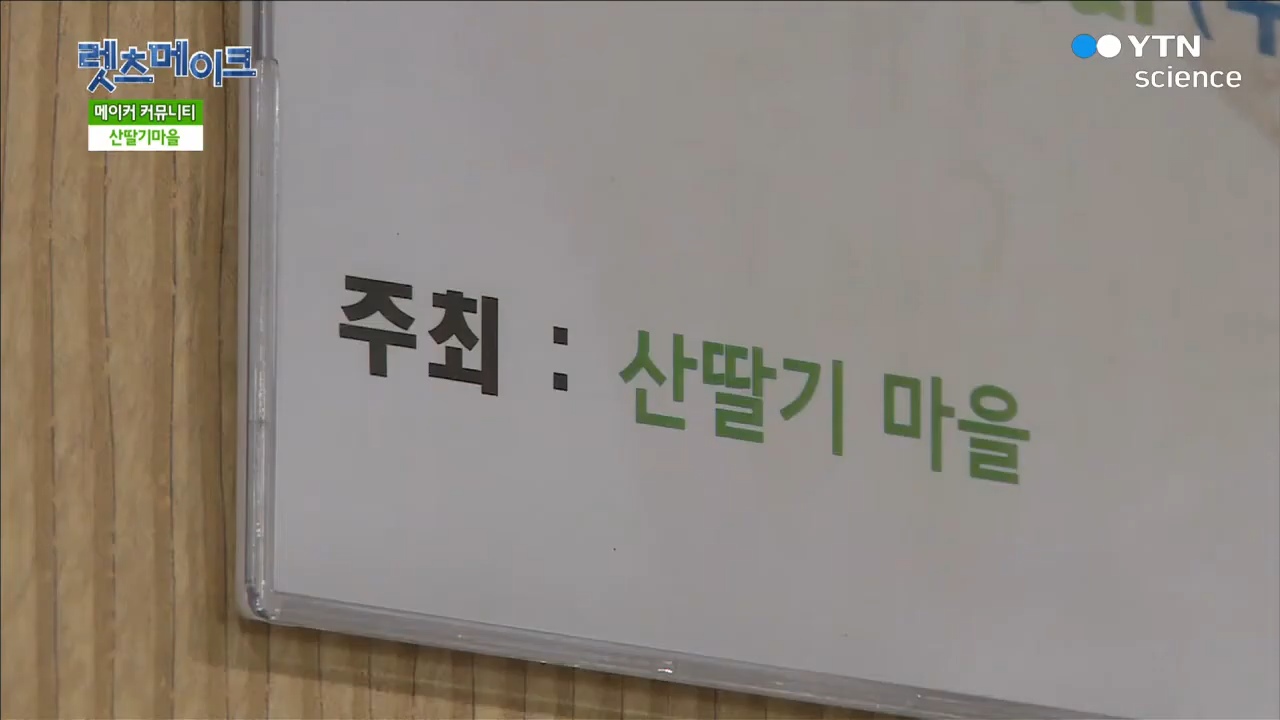 렛츠메이크
메이커 커뮤니티
산딸기마을
YTN
science
주최 : 산딸기 마을